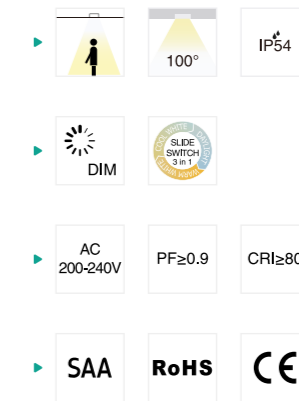 100°
IP54
DIM
COOL WHITE
DAYLIGHT
WARM WHITE
SLIDE
SWITCH
3 in 1
AC
200-240V
PF≥0.9
CRI≥80
SAA
RoHS
CE